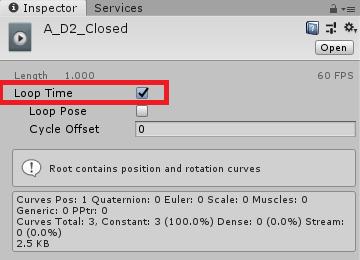 Inspector Services
A_D2_Closed
Open
Length 1.000 60 FPS
Loop Time
Loop Pose
Cycle Offset 0
Root contains position and rotation curves
Curves Pos: 1 Quaternion: 0 Euler: 0 Scale: 0 Muscles: 0
Generic: 0 PPtr: 0
Curves Total: 3, Constant: 3 (100.0%) Dense: 0 (0.0%) Stream:
0 (0.0%)
2.5 KB